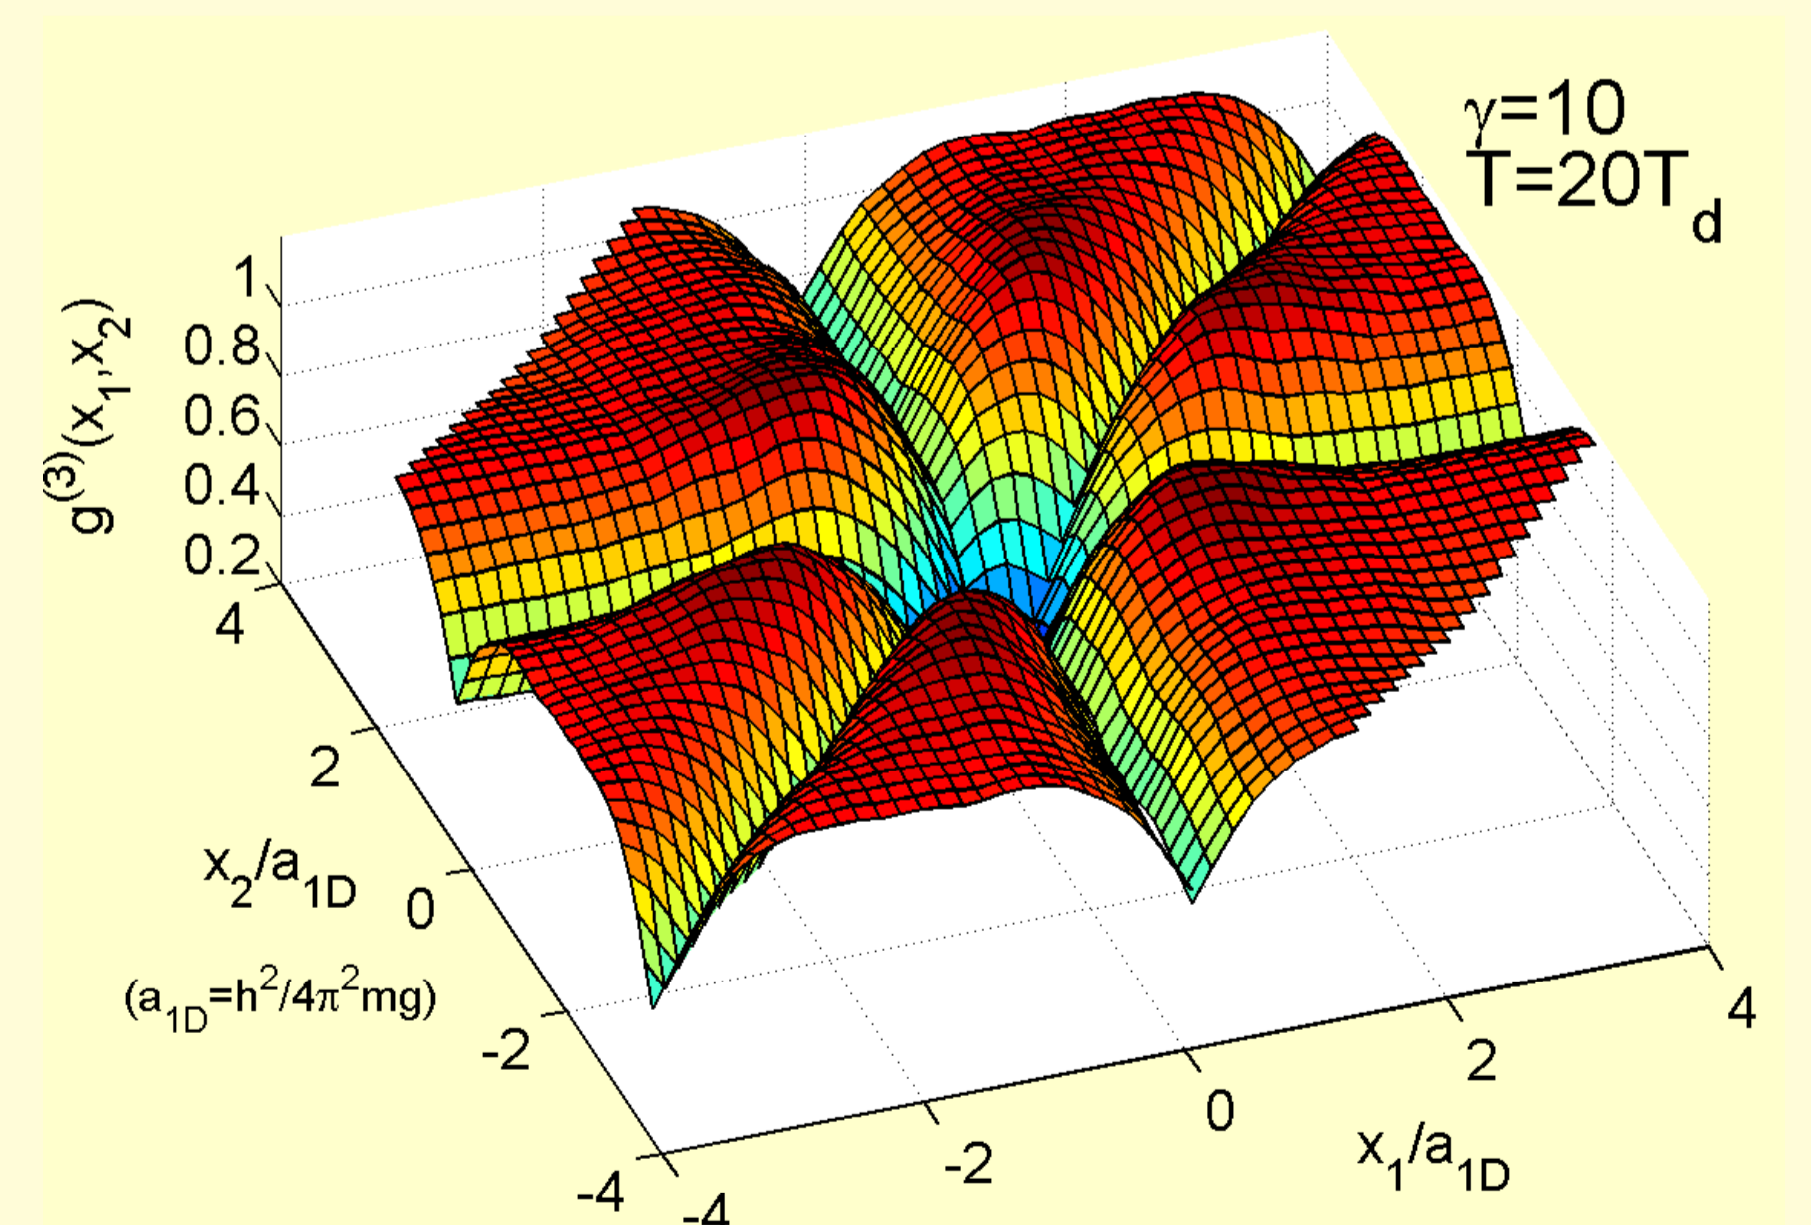 γ=10
T=20T_d
1
0.8
0.6
0.4
0.2
g^(3)(x_1,x_2)
4
2
0
-2
-4
x_2/a_1D
(a_1D=h^2/4π^2mg)
-4
-2
0
2
4
x_1/a_1D